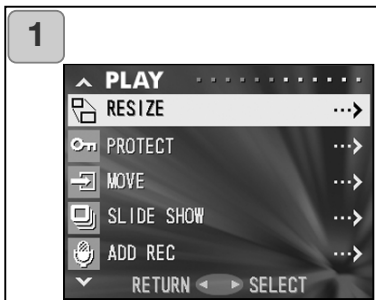 1
PLAY
RESIZE
PROTECT
MOVE
SLIDE SHOW
ADD REC
RETURN SELECT